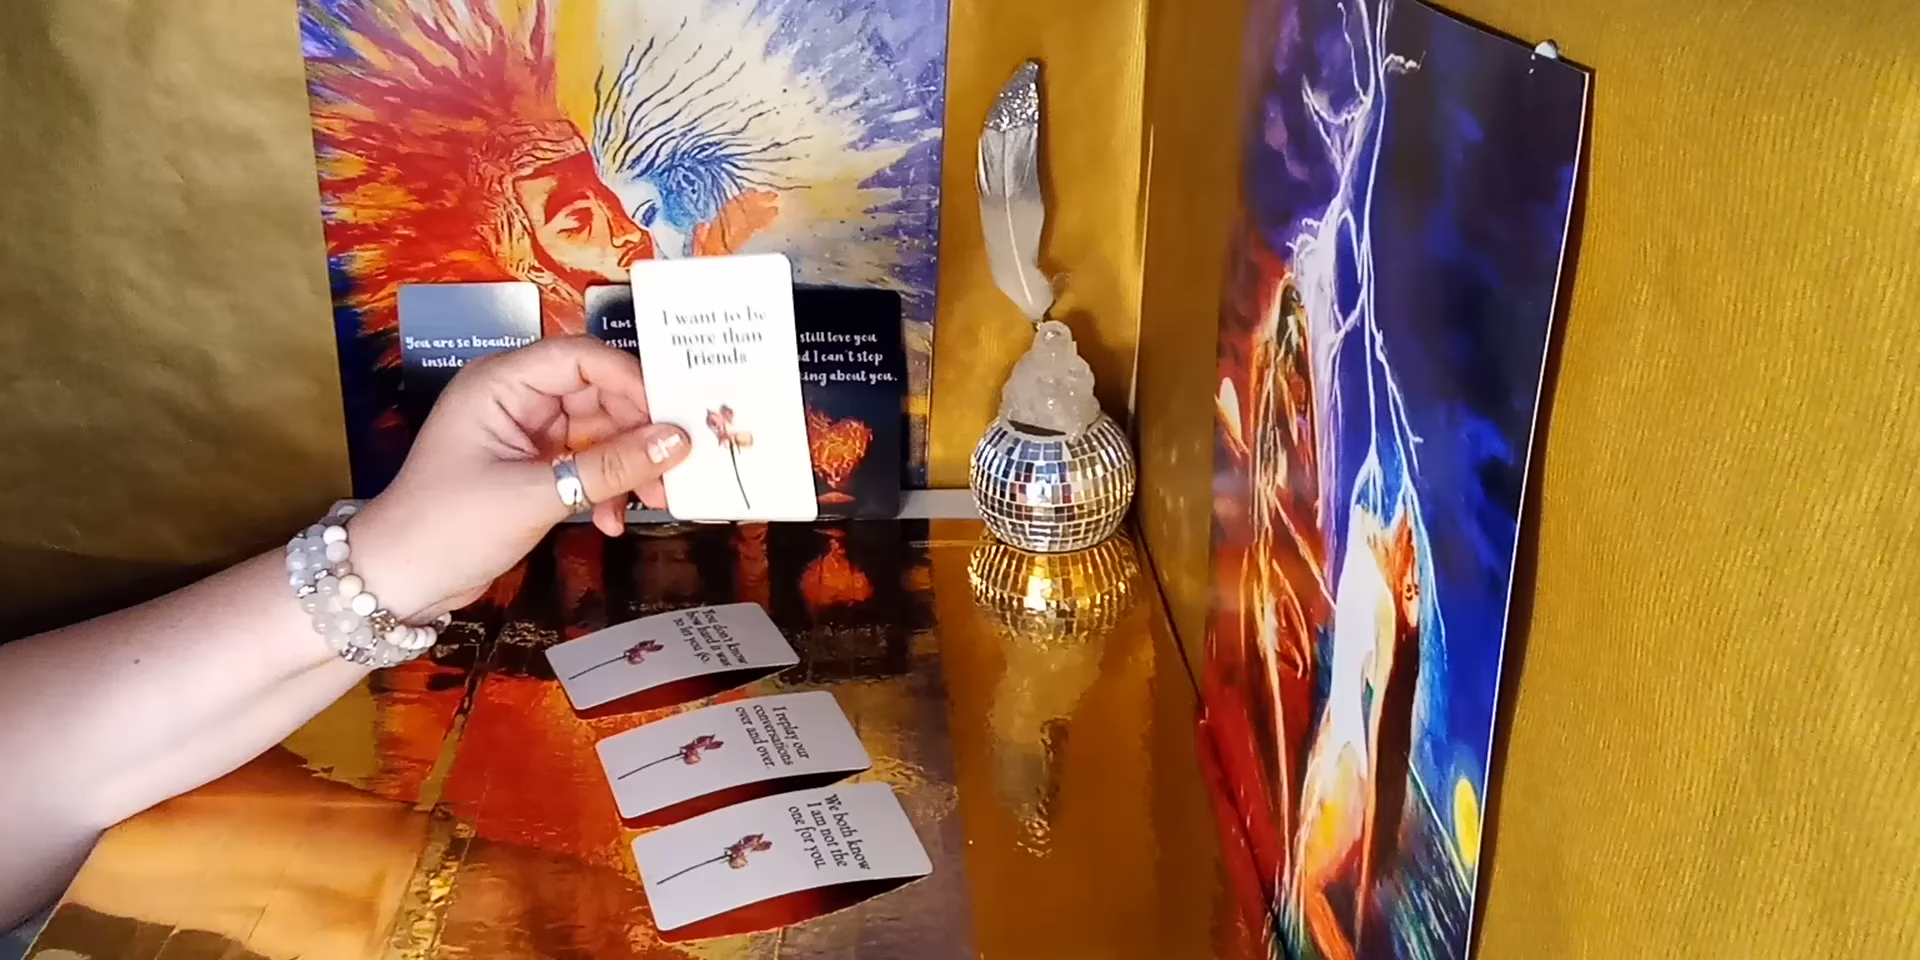 You are so beautiful
inside
I am
still love you
I can't stop
about you.
I want to be
more than
friends
You don't know
how hard it was
to let you go.
I replay our
conversations
over and over.
We both know
I am not the
one for you.